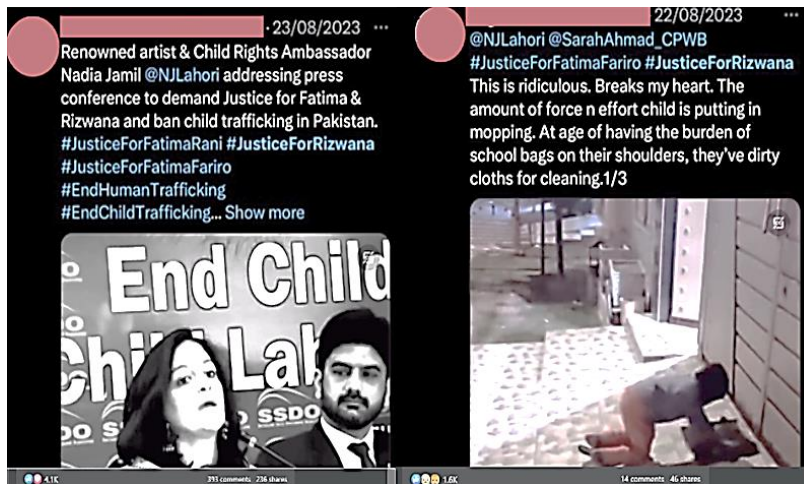 · 23/08/2023 ...
Renowned artist & Child Rights Ambassador
Nadia Jamil @NJLahori addressing press
conference to demand Justice for Fatima &
Rizwana and ban child trafficking in Pakistan.
#JusticeForFatimaRani #JusticeForRizwana
#JusticeForFatimaFariro
#EndHumanTrafficking
#EndChildTrafficking... Show more
End Child
SSDO
4.1K
393 comments 236 shares
22/08/2023 ...
@NJLahori @SarahAhmad_CPWB
#JusticeForFatimaFariro #JusticeForRizwana
This is ridiculous. Breaks my heart. The
amount of force n effort child is putting in
mopping. At age of having the burden of
school bags on their shoulders, they've dirty
cloths for cleaning.1/3
1.6K
14 comments 46 shares